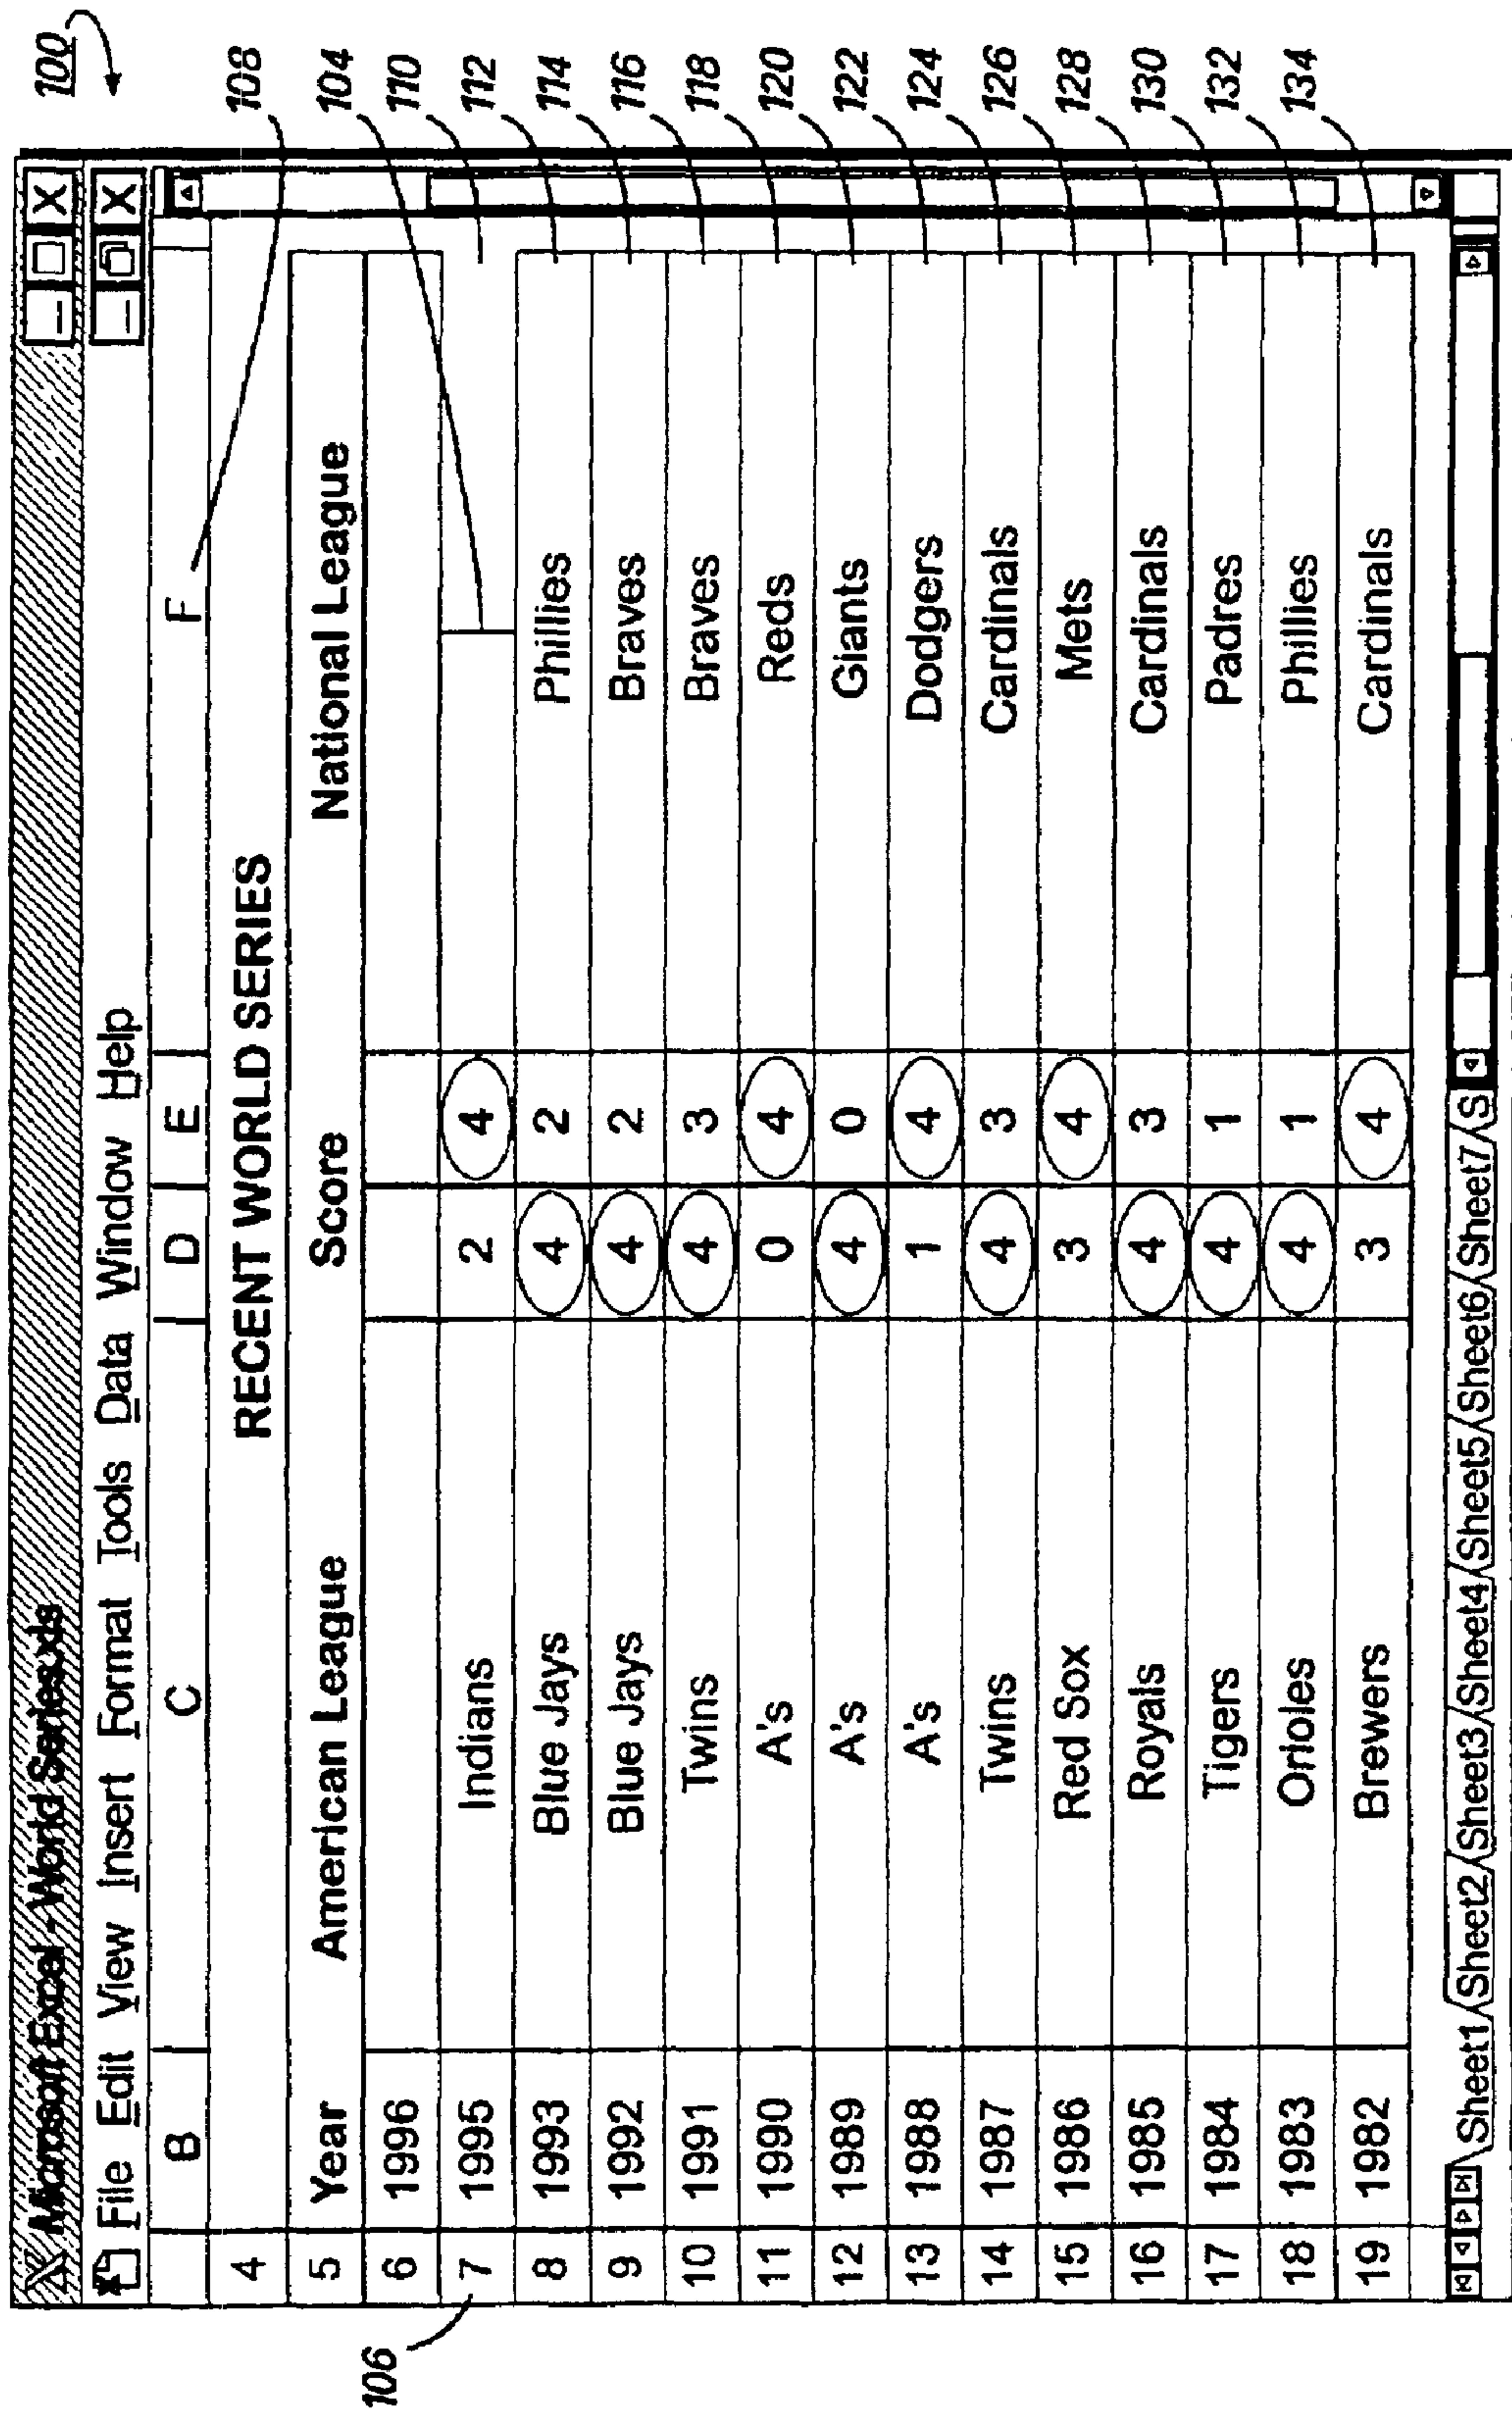 100
Microsoft Excel - World Series.xls
File Edit View Insert Format Tools Data Window Help
B C D E F
108
4 RECENT WORLD SERIES
5 Year American League Score National League
104
6 1996
110
106
7 1995 Indians 2 4
112
8 1993 Blue Jays 4 2 Phillies
114
9 1992 Blue Jays 4 2 Braves
116
10 1991 Twins 4 3 Braves
118
11 1990 A's 0 4 Reds
120
12 1989 A's 4 0 Giants
122
13 1988 A's 1 4 Dodgers
124
14 1987 Twins 4 3 Cardinals
126
15 1986 Red Sox 3 4 Mets
128
16 1985 Royals 4 3 Cardinals
130
17 1984 Tigers 4 1 Padres
132
18 1983 Orioles 4 1 Phillies
134
19 1982 Brewers 3 4 Cardinals
Sheet1 Sheet2 Sheet3 Sheet4 Sheet5 Sheet6 Sheet7 S